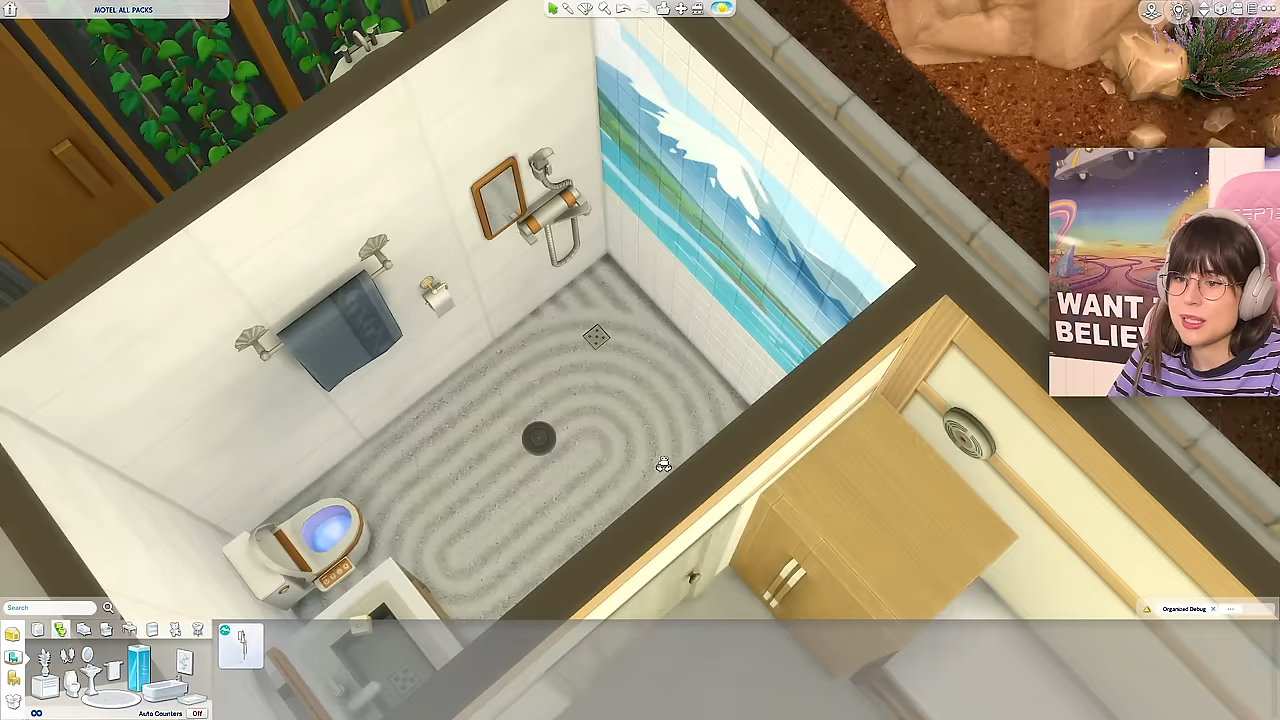 MOTEL ALL PACKS
WANT
BELIEV
Search
Organized Debug
Auto Counters
Off